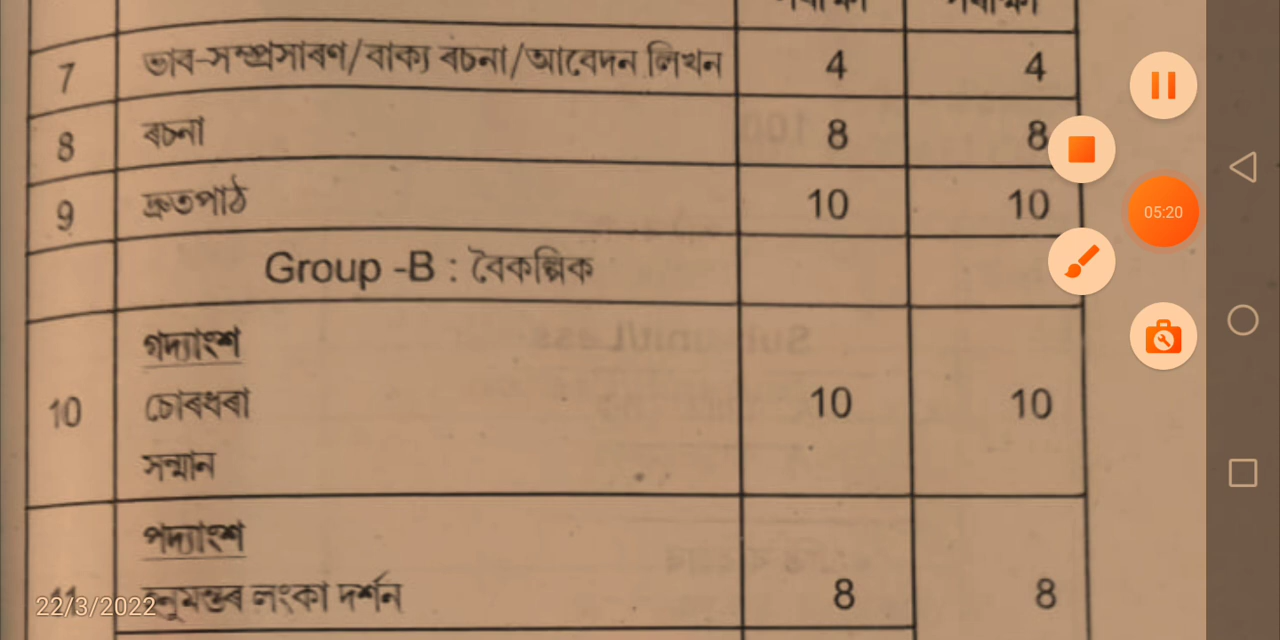 7 ভাব-সম্প্ৰসাৰণ/বাক্য ৰচনা/আবেদন লিখন 4 4
8 ৰচনা 8 8
9 দ্ৰুতপাঠ 10 10
Group -B : বৈকল্পিক
গদ্যাংশ
10 চোৰধৰা 10 10
সন্মান
পদ্যাংশ
হনুমন্তৰ লংকা দৰ্শন 8 8
05:20
22/3/2022